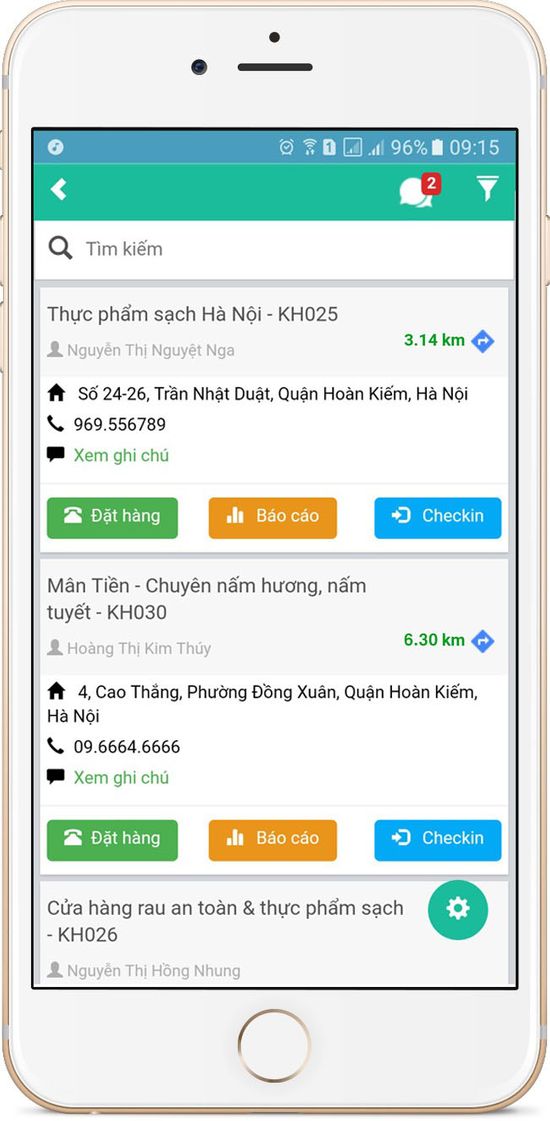 1 96% 09:15
2
Tìm kiếm
Thực phẩm sạch Hà Nội - KH025
Nguyễn Thị Nguyệt Nga
3.14 km
Số 24-26, Trần Nhật Duật, Quận Hoàn Kiếm, Hà Nội
969.556789
Xem ghi chú
Đặt hàng Báo cáo Checkin
Mân Tiền - Chuyên nấm hương, nấm
tuyết - KH030
Hoàng Thị Kim Thúy
6.30 km
4, Cao Thắng, Phường Đồng Xuân, Quận Hoàn Kiếm,
Hà Nội
09.6664.6666
Xem ghi chú
Đặt hàng Báo cáo Checkin
Cửa hàng rau an toàn & thực phẩm sạch
- KH026
Nguyễn Thị Hồng Nhung